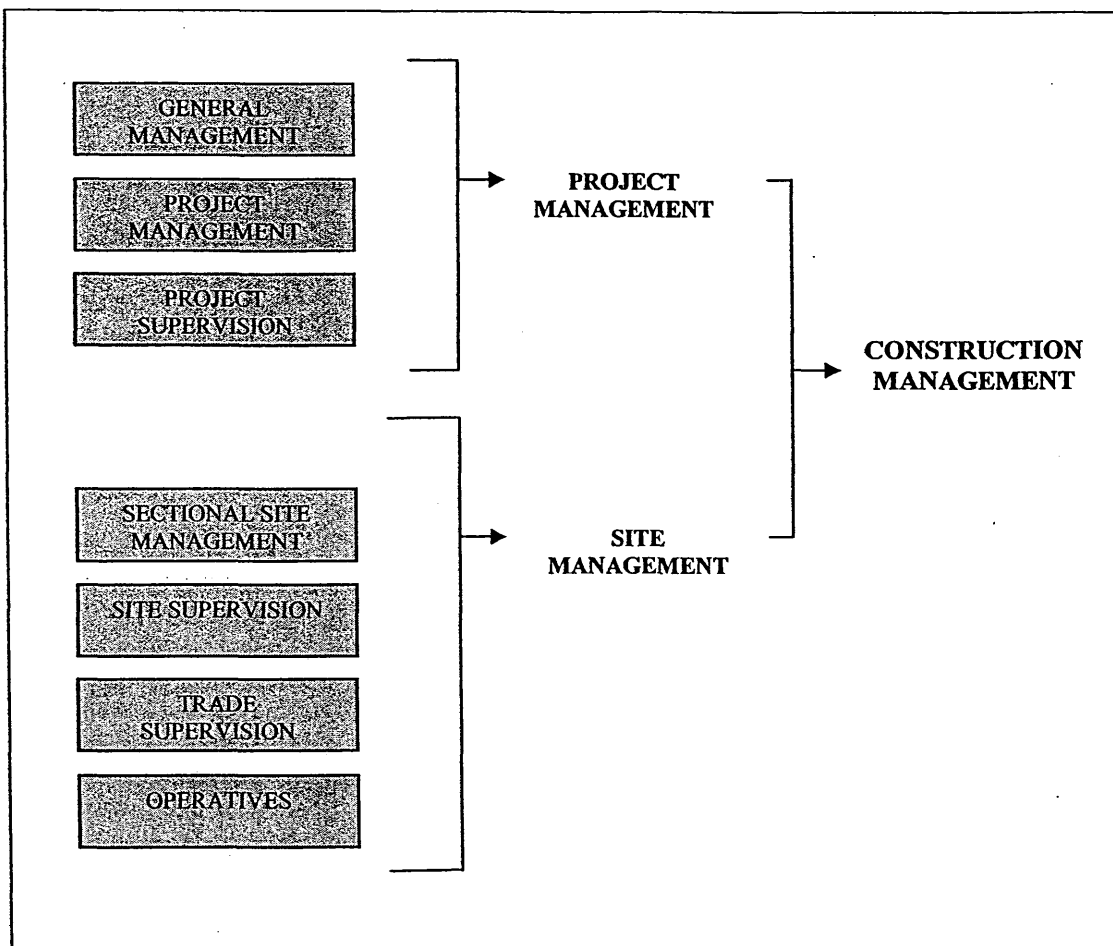 GENERAL
MANAGEMENT
PROJECT
MANAGEMENT
PROJECT
SUPERVISION
PROJECT
MANAGEMENT
SECTIONAL SITE
MANAGEMENT
SITE SUPERVISION
TRADE
SUPERVISION
OPERATIVES
SITE
MANAGEMENT
CONSTRUCTION
MANAGEMENT